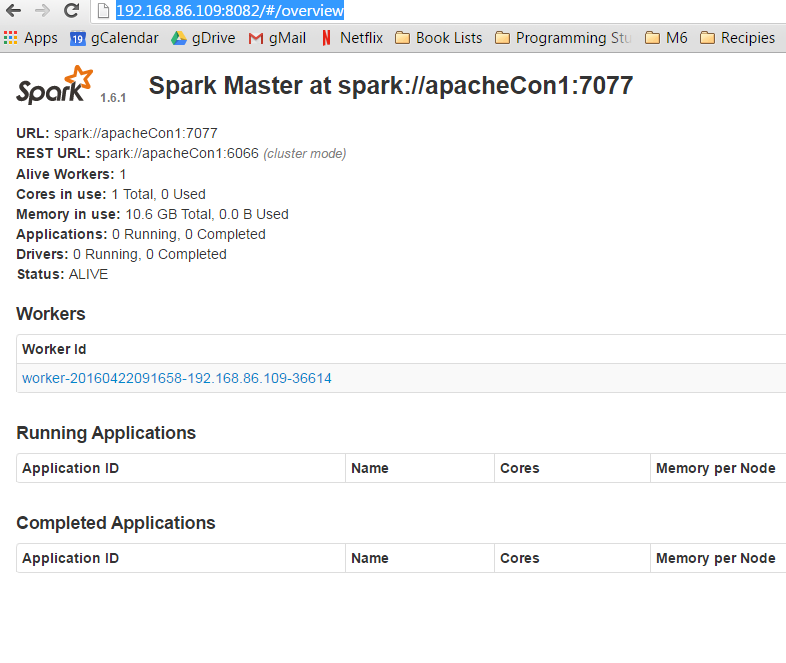 192.168.86.109:8082/#/overview
Apps 19 gCalendar gDrive gMail N Netflix Book Lists Programming Stu M6 Recipies
Spark 1.6.1 Spark Master at spark://apacheCon1:7077
URL: spark://apacheCon1:7077
REST URL: spark://apacheCon1:6066 (cluster mode)
Alive Workers: 1
Cores in use: 1 Total, 0 Used
Memory in use: 10.6 GB Total, 0.0 B Used
Applications: 0 Running, 0 Completed
Drivers: 0 Running, 0 Completed
Status: ALIVE
Workers
Worker Id
worker-20160422091658-192.168.86.109-36614
Running Applications
Application ID Name Cores Memory per Node
Completed Applications
Application ID Name Cores Memory per Node